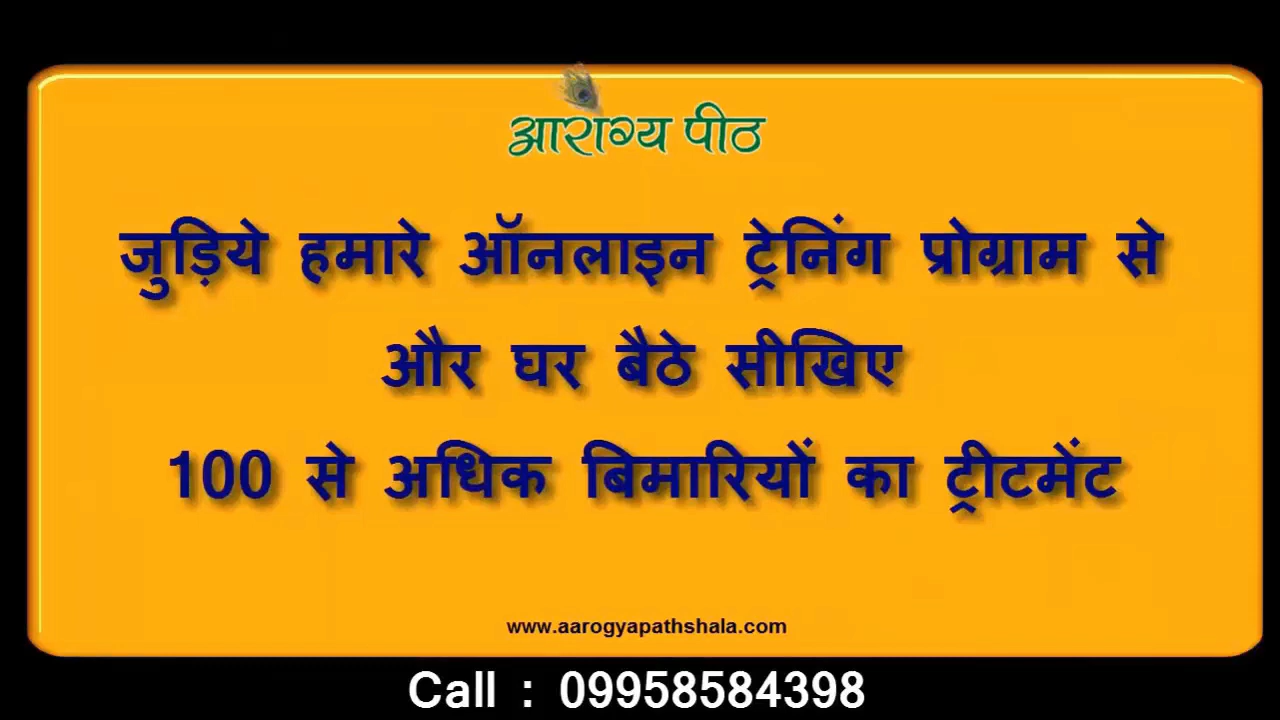 आरोग्य पीठ
जुड़िये हमारे ऑनलाइन ट्रेनिंग प्रोग्राम से
और घर बैठे सीखिए
100 से अधिक बिमारियों का ट्रीटमेंट
www.aarogyapathshala.com
Call : 09958584398